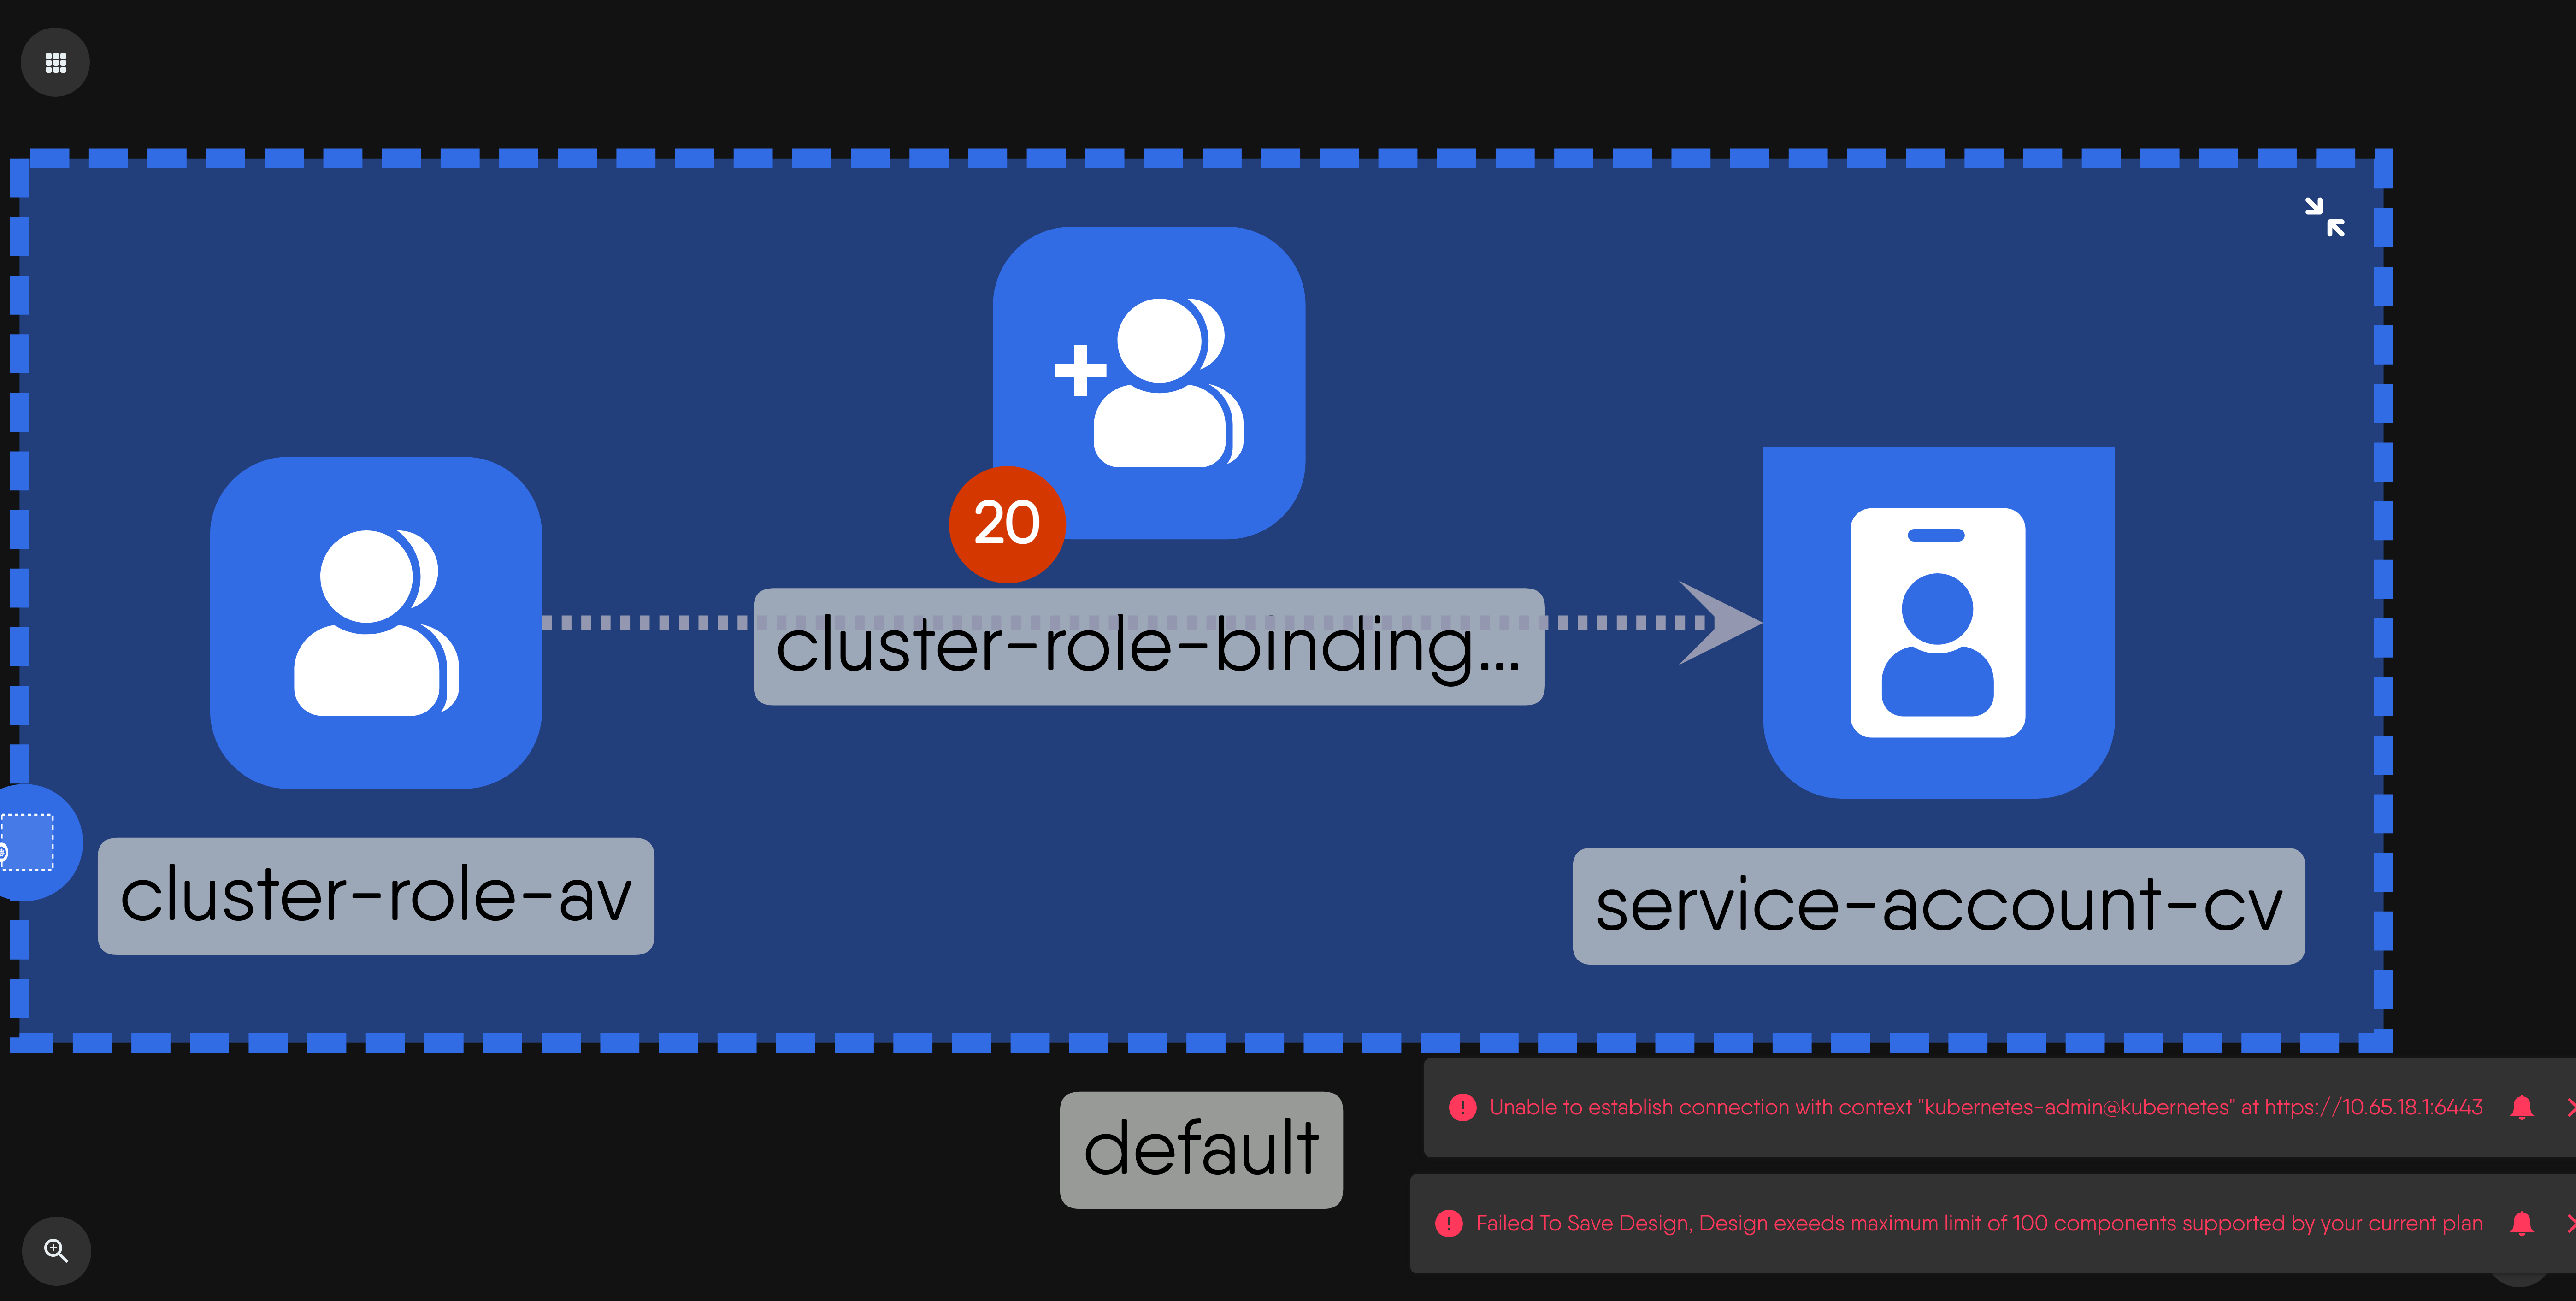 20
cluster-role-binding...
cluster-role-av
service-account-cv
default
Unable to establish connection with context "kubernetes-admin@kubernetes" at https://10.65.18.1:6443
Failed To Save Design, Design exeeds maximum limit of 100 components supported by your current plan